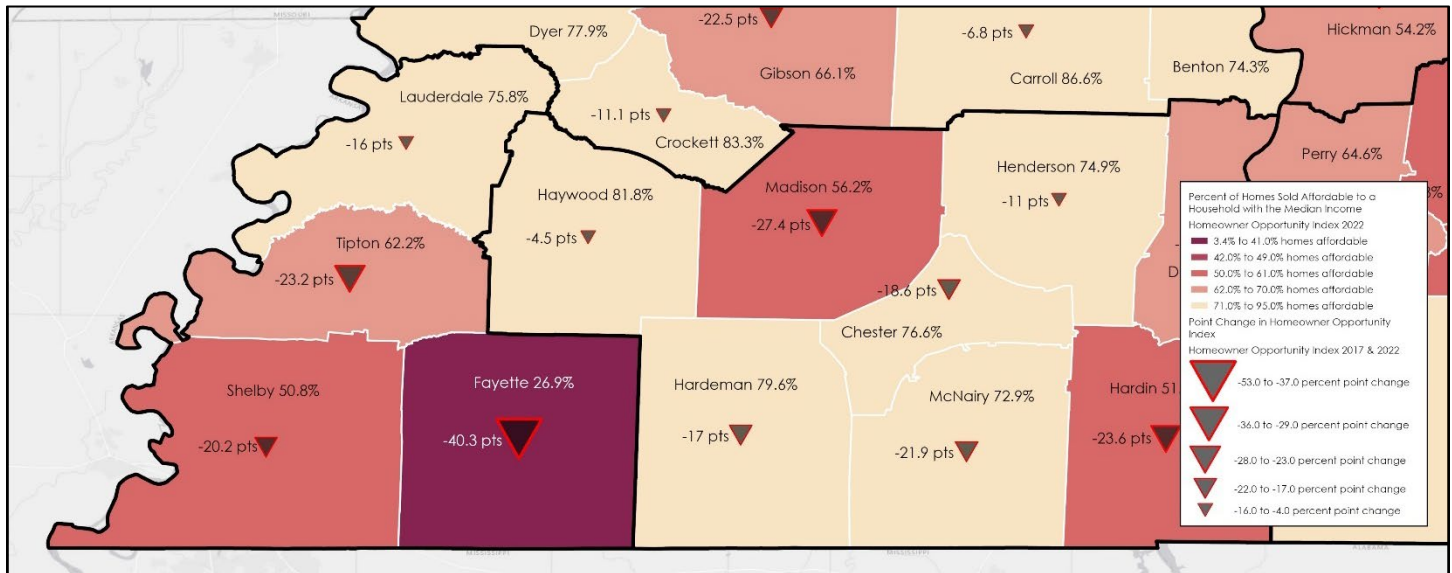 MISSOURI
-22.5 pts
Hickman 54.2%
Dyer 77.9%
-6.8 pts
Gibson 66.1%
Carroll 86.6%
Benton 74.3%
Lauderdale 75.8%
-11.1 pts
-16 pts
Crockett 83.3%
Perry 64.6%
Henderson 74.9%
Madison 56.2%
Haywood 81.8%
-11 pts
-27.4 pts
-4.5 pts
Tipton 62.2%
-23.2 pts
-18.6 pts
Chester 76.6%
Shelby 50.8%
Fayette 26.9%
Hardeman 79.6%
McNairy 72.9%
Hardin 51.
-20.2 pts
-40.3 pts
-17 pts
-21.9 pts
-23.6 pts
Percent of Homes Sold Affordable to a
Household with the Median Income
Homeowner Opportunity Index 2022
3.4% to 41.0% homes affordable
42.0% to 49.0% homes affordable
50.0% to 61.0% homes affordable
62.0% to 70.0% homes affordable
71.0% to 95.0% homes affordable
Point Change in Homeowner Opportunity
Index
Homeowner Opportunity Index 2017 & 2022
-53.0 to -37.0 percent point change
-36.0 to -29.0 percent point change
-28.0 to -23.0 percent point change
-22.0 to -17.0 percent point change
-16.0 to -4.0 percent point change
MISSISSIPPI
MISSISSIPPI
ALABAMA